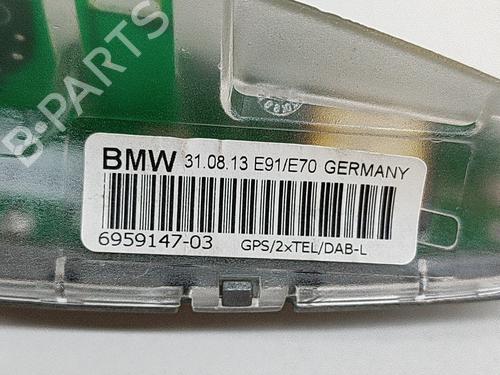 B-PARTS
BMW 31.08.13 E91/E70 GERMANY
6959147-03 GPS/2xTEL/DAB-L